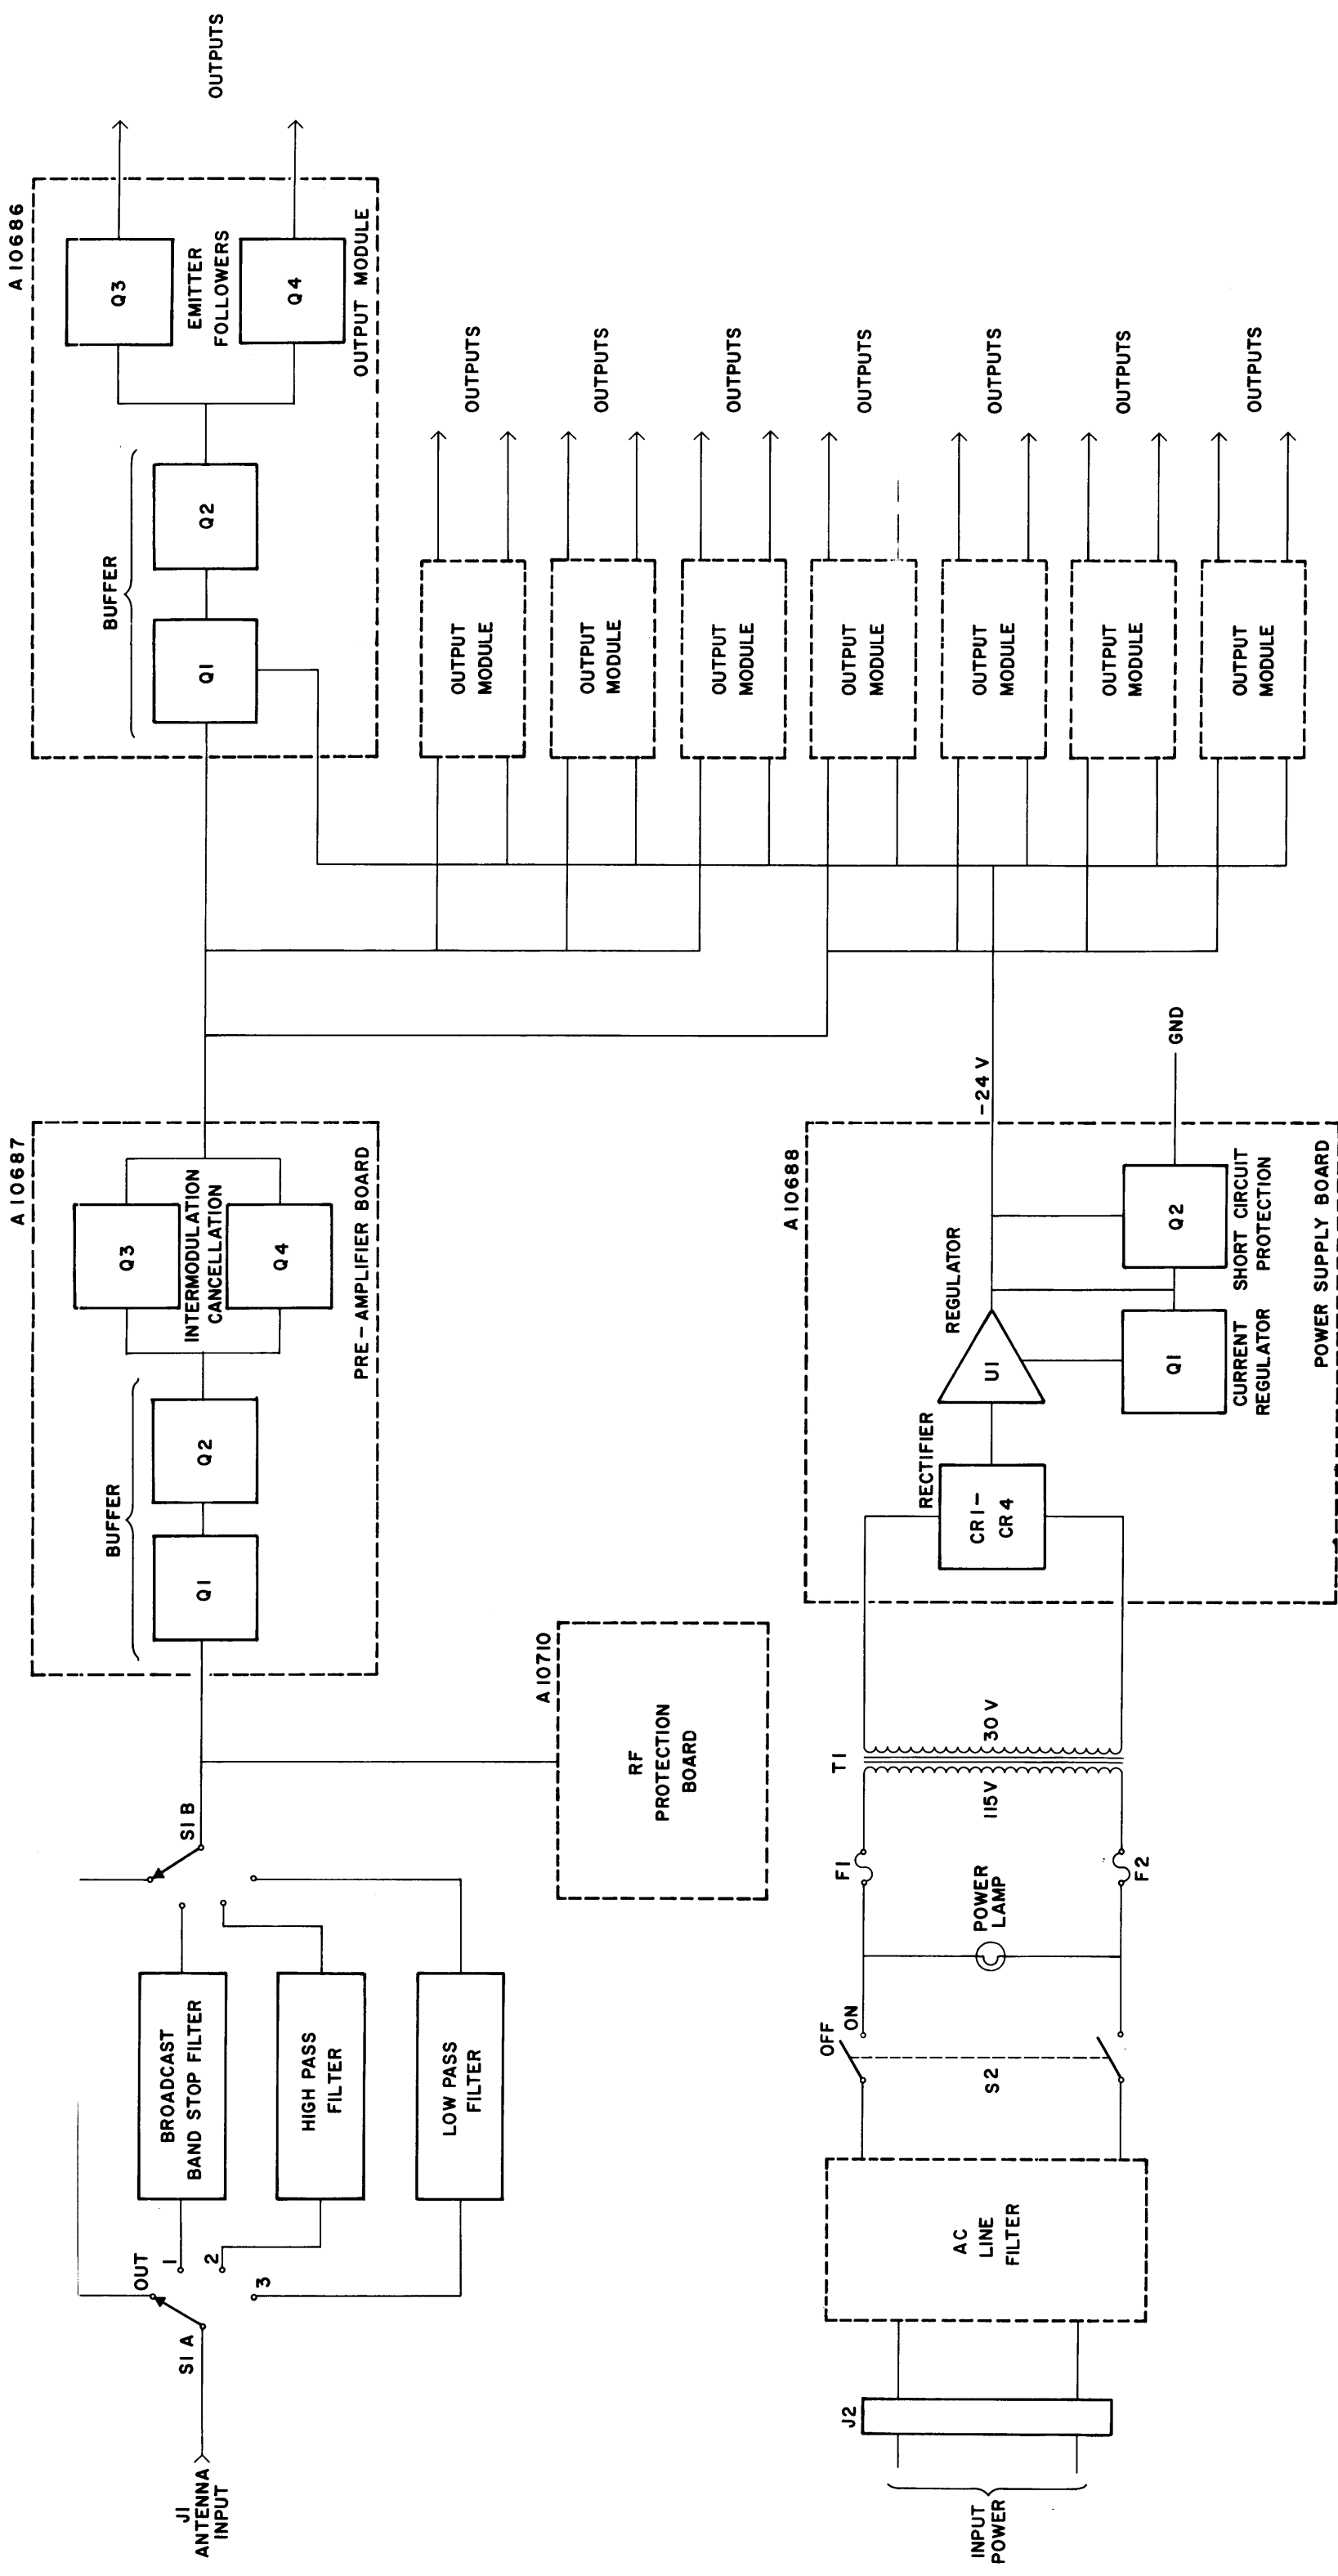 J1
ANTENNA
INPUT
S1 A
OUT
1
2
3
BROADCAST
BAND STOP FILTER
HIGH PASS
FILTER
LOW PASS
FILTER
S1 B
A 10710
RF
PROTECTION
BOARD
A 10687
BUFFER
Q1
Q2
Q3
INTERMODULATION
CANCELLATION
Q4
PRE-AMPLIFIER BOARD
A 10686
BUFFER
Q1
Q2
Q3
EMITTER
FOLLOWERS
Q4
OUTPUT MODULE
OUTPUTS
OUTPUT
MODULE
OUTPUTS
OUTPUT
MODULE
OUTPUTS
OUTPUT
MODULE
OUTPUTS
OUTPUT
MODULE
OUTPUTS
OUTPUT
MODULE
OUTPUTS
OUTPUT
MODULE
OUTPUTS
OUTPUT
MODULE
OUTPUTS
INPUT
POWER
J2
AC
LINE
FILTER
OFF
ON
S2
POWER
LAMP
F1
F2
T1
115V
30 V
A 10688
RECTIFIER
CR1-
CR4
REGULATOR
U1
Q1
CURRENT
REGULATOR
Q2
SHORT CIRCUIT
PROTECTION
POWER SUPPLY BOARD
-24 V
GND